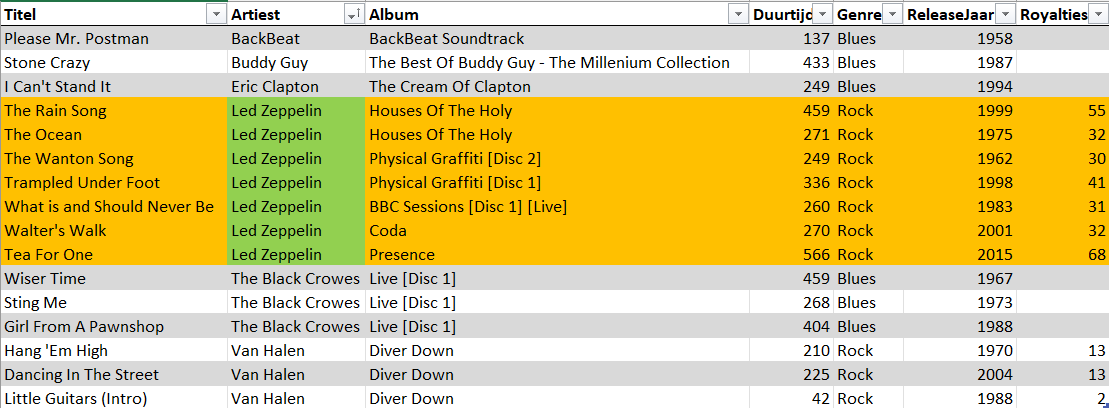 Titel Artiest Album Duurtijd Genre ReleaseJaar Royalties
Please Mr. Postman BackBeat BackBeat Soundtrack 137 Blues 1958
Stone Crazy Buddy Guy The Best Of Buddy Guy - The Millenium Collection 433 Blues 1987
I Can't Stand It Eric Clapton The Cream Of Clapton 249 Blues 1994
The Rain Song Led Zeppelin Houses Of The Holy 459 Rock 1999 55
The Ocean Led Zeppelin Houses Of The Holy 271 Rock 1975 32
The Wanton Song Led Zeppelin Physical Graffiti [Disc 2] 249 Rock 1962 30
Trampled Under Foot Led Zeppelin Physical Graffiti [Disc 1] 336 Rock 1998 41
What is and Should Never Be Led Zeppelin BBC Sessions [Disc 1] [Live] 260 Rock 1983 31
Walter's Walk Led Zeppelin Coda 270 Rock 2001 32
Tea For One Led Zeppelin Presence 566 Rock 2015 68
Wiser Time The Black Crowes Live [Disc 1] 459 Blues 1967
Sting Me The Black Crowes Live [Disc 1] 268 Blues 1973
Girl From A Pawnshop The Black Crowes Live [Disc 1] 404 Blues 1988
Hang 'Em High Van Halen Diver Down 210 Rock 1970 13
Dancing In The Street Van Halen Diver Down 225 Rock 2004 13
Little Guitars (Intro) Van Halen Diver Down 42 Rock 1988 2